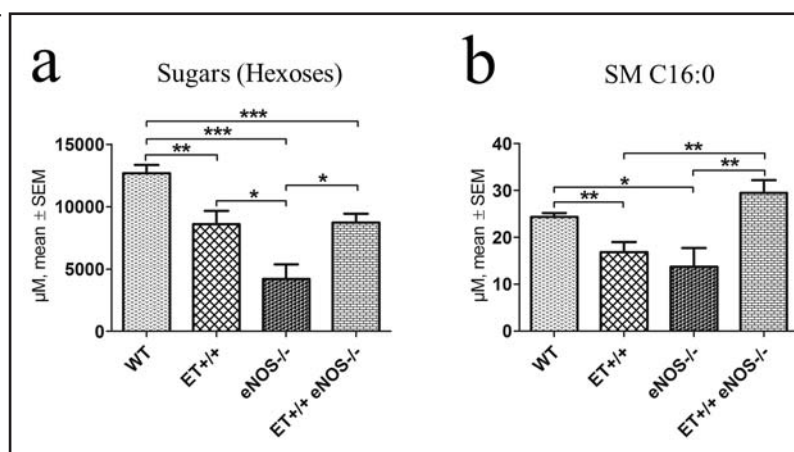 a
Sugars (Hexoses)
***
***
**
*
*
15000
10000
5000
0
µM, mean ± SEM
WT
ET+/+
eNOS-/-
ET+/+ eNOS-/-
b
SM C16:0
**
*
**
**
40
30
20
10
0
µM, mean ± SEM
WT
ET+/+
eNOS-/-
ET+/+ eNOS-/-